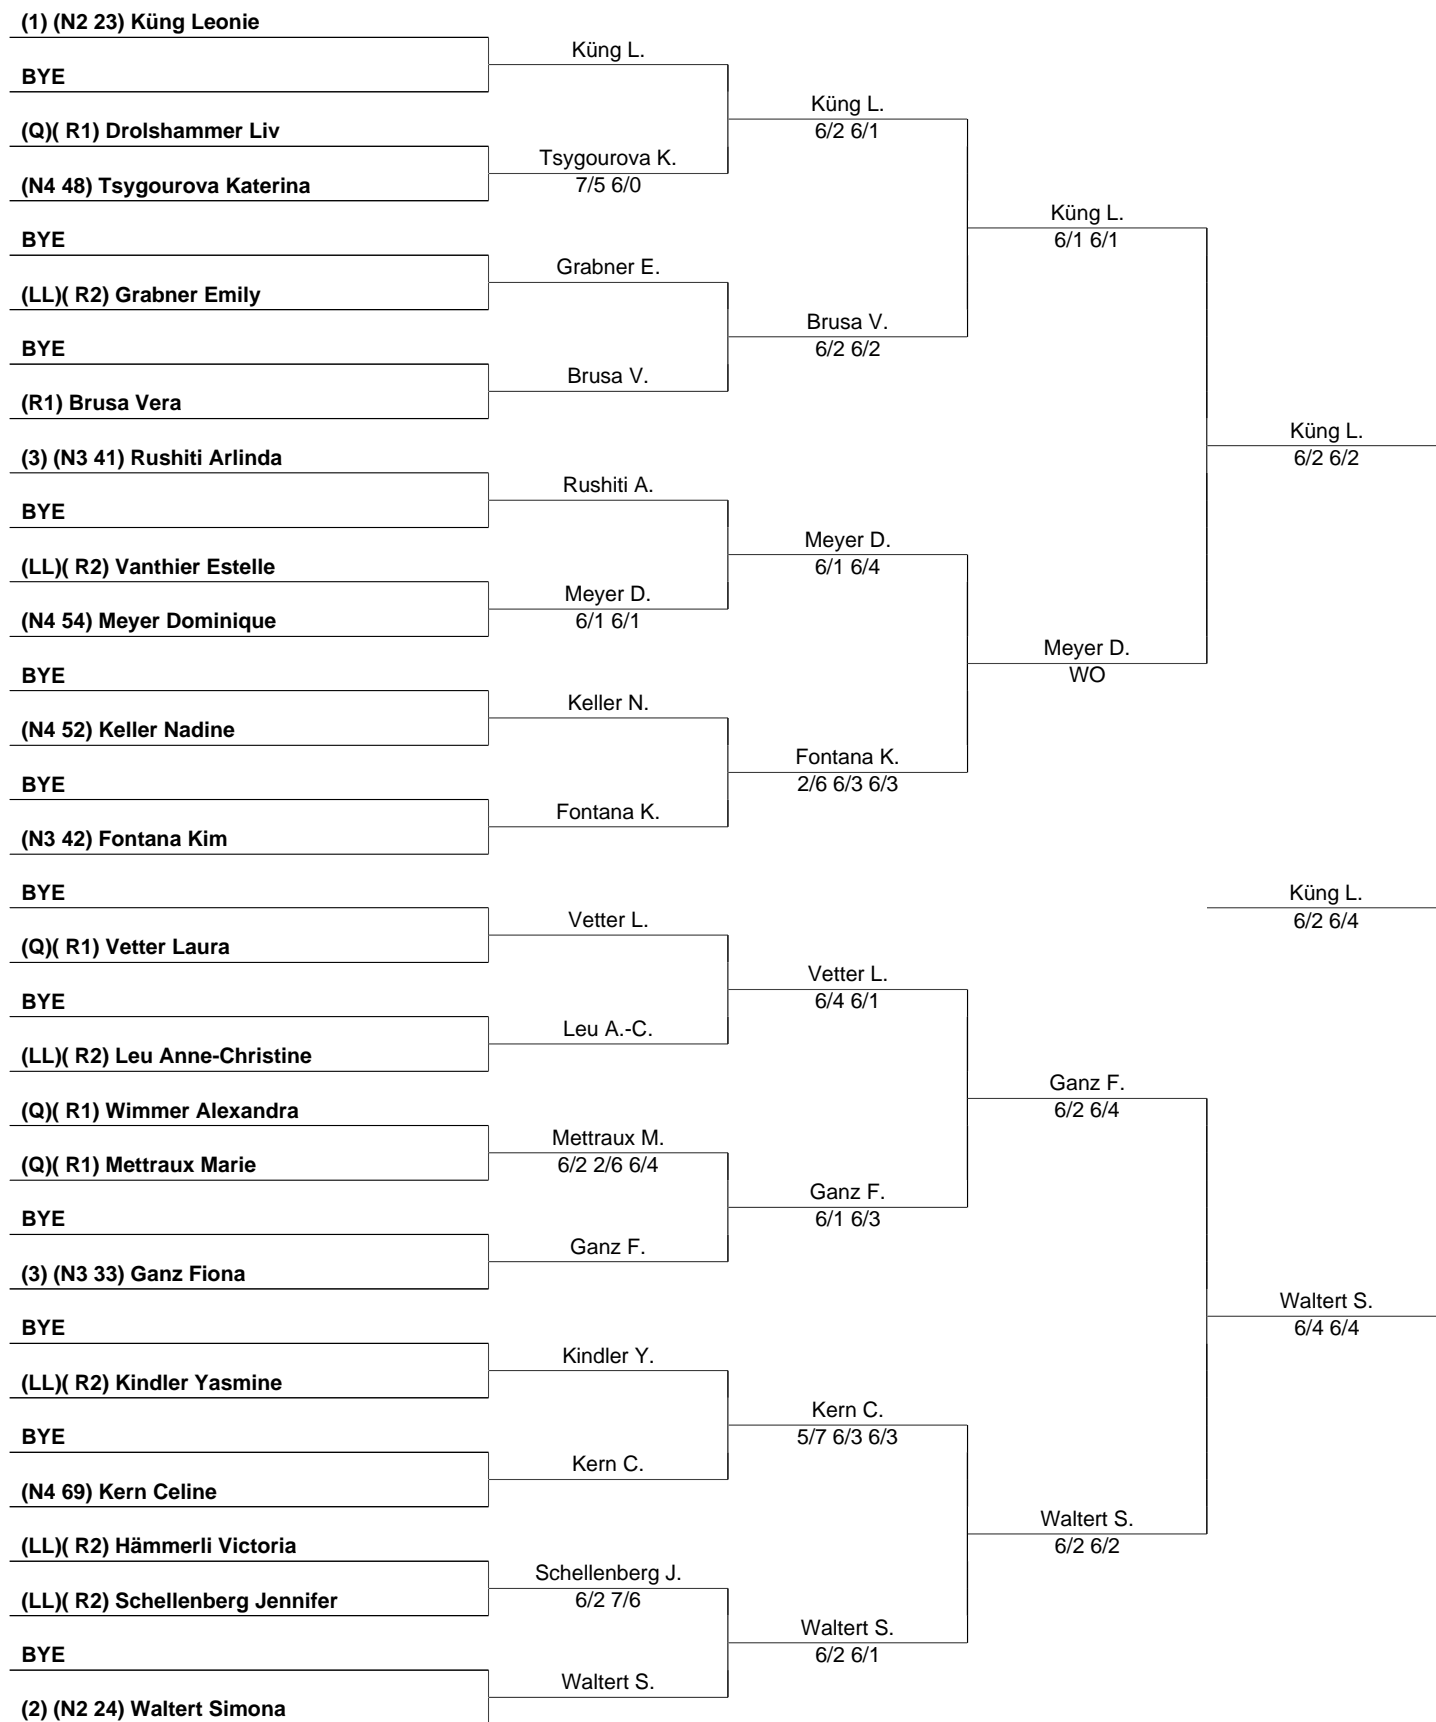 (1) (N2 23) Küng Leonie
BYE
(Q)( R1) Drolshammer Liv
(N4 48) Tsygourova Katerina
BYE
(LL)( R2) Grabner Emily
BYE
(R1) Brusa Vera
(3) (N3 41) Rushiti Arlinda
BYE
(LL)( R2) Vanthier Estelle
(N4 54) Meyer Dominique
BYE
(N4 52) Keller Nadine
BYE
(N3 42) Fontana Kim
BYE
(Q)( R1) Vetter Laura
BYE
(LL)( R2) Leu Anne-Christine
(Q)( R1) Wimmer Alexandra
(Q)( R1) Mettraux Marie
BYE
(3) (N3 33) Ganz Fiona
BYE
(LL)( R2) Kindler Yasmine
BYE
(N4 69) Kern Celine
(LL)( R2) Hämmerli Victoria
(LL)( R2) Schellenberg Jennifer
BYE
(2) (N2 24) Waltert Simona
Küng L.
Tsygourova K.
7/5 6/0
Grabner E.
Brusa V.
Rushiti A.
Meyer D.
6/1 6/1
Keller N.
Fontana K.
Vetter L.
Leu A.-C.
Mettraux M.
6/2 2/6 6/4
Ganz F.
Kindler Y.
Kern C.
Schellenberg J.
6/2 7/6
Waltert S.
Küng L.
6/2 6/1
Brusa V.
6/2 6/2
Meyer D.
6/1 6/4
Fontana K.
2/6 6/3 6/3
Vetter L.
6/4 6/1
Ganz F.
6/1 6/3
Kern C.
5/7 6/3 6/3
Waltert S.
6/2 6/1
Küng L.
6/1 6/1
Meyer D.
WO
Ganz F.
6/2 6/4
Waltert S.
6/2 6/2
Küng L.
6/2 6/2
Küng L.
6/2 6/4
Waltert S.
6/4 6/4